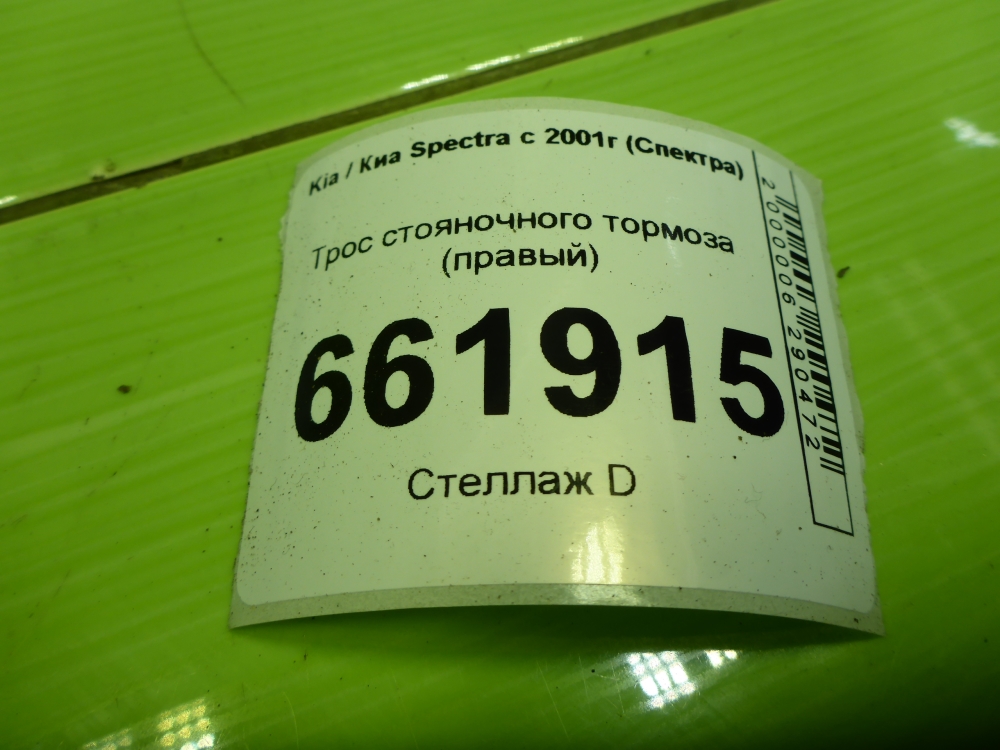 Kia / Киа Spectra с 2001г (Спектра)
Трос стояночного тормоза
(правый)
661915
Стеллаж D
2000006290472